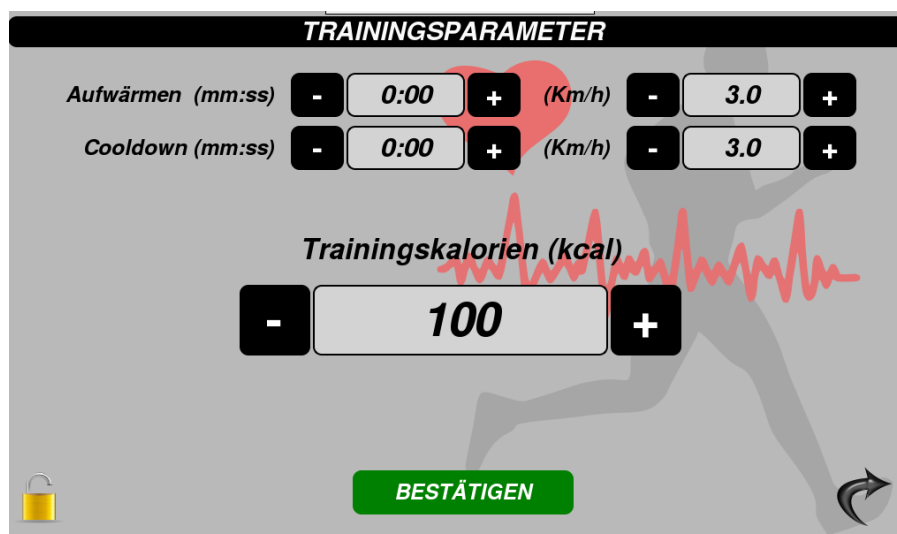 TRAININGSPARAMETER
Aufwärmen (mm:ss) - 0:00 + (Km/h) - 3.0 +
Cooldown (mm:ss) - 0:00 + (Km/h) - 3.0 +
Trainingskalorien (kcal)
- 100 +
BESTÄTIGEN